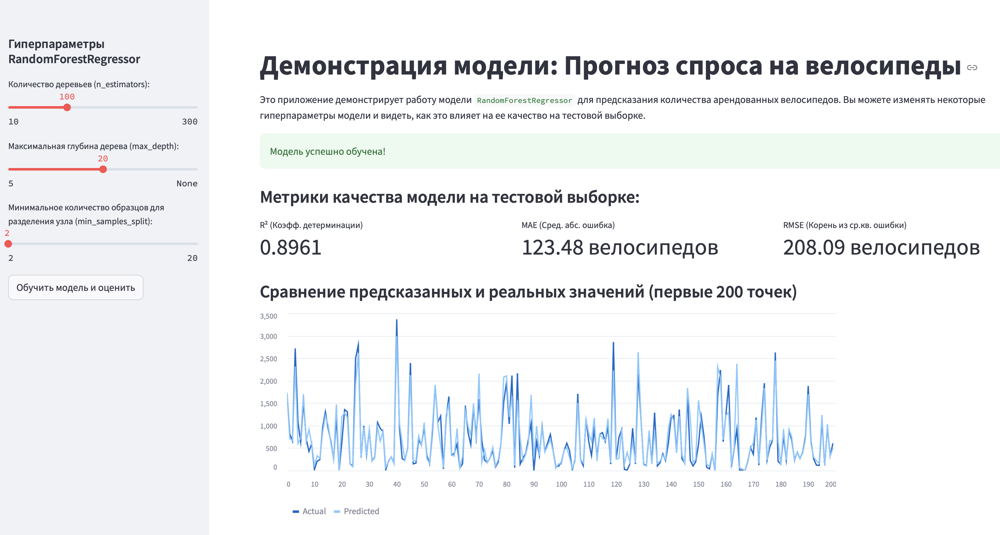 Гиперпараметры
RandomForestRegressor
Количество деревьев (n_estimators):
100
10 300
Максимальная глубина дерева (max_depth):
20
5 None
Минимальное количество образцов для
разделения узла (min_samples_split):
2
2 20
Обучить модель и оценить
Демонстрация модели: Прогноз спроса на велосипеды
Это приложение демонстрирует работу модели RandomForestRegressor для предсказания количества арендованных велосипедов. Вы можете изменять некоторые
гиперпараметры модели и видеть, как это влияет на ее качество на тестовой выборке.
Модель успешно обучена!
Метрики качества модели на тестовой выборке:
R² (Коэфф. детерминации) MAE (Сред. абс. ошибка) RMSE (Корень из ср.кв. ошибки)
0.8961 123.48 велосипедов 208.09 велосипедов
Сравнение предсказанных и реальных значений (первые 200 точек)
3,500
3,000
2,500
2,000
1,500
1,000
500
0
0 10 20 30 40 50 60 70 80 90 100 110 120 130 140 150 160 170 180 190 200
Actual Predicted